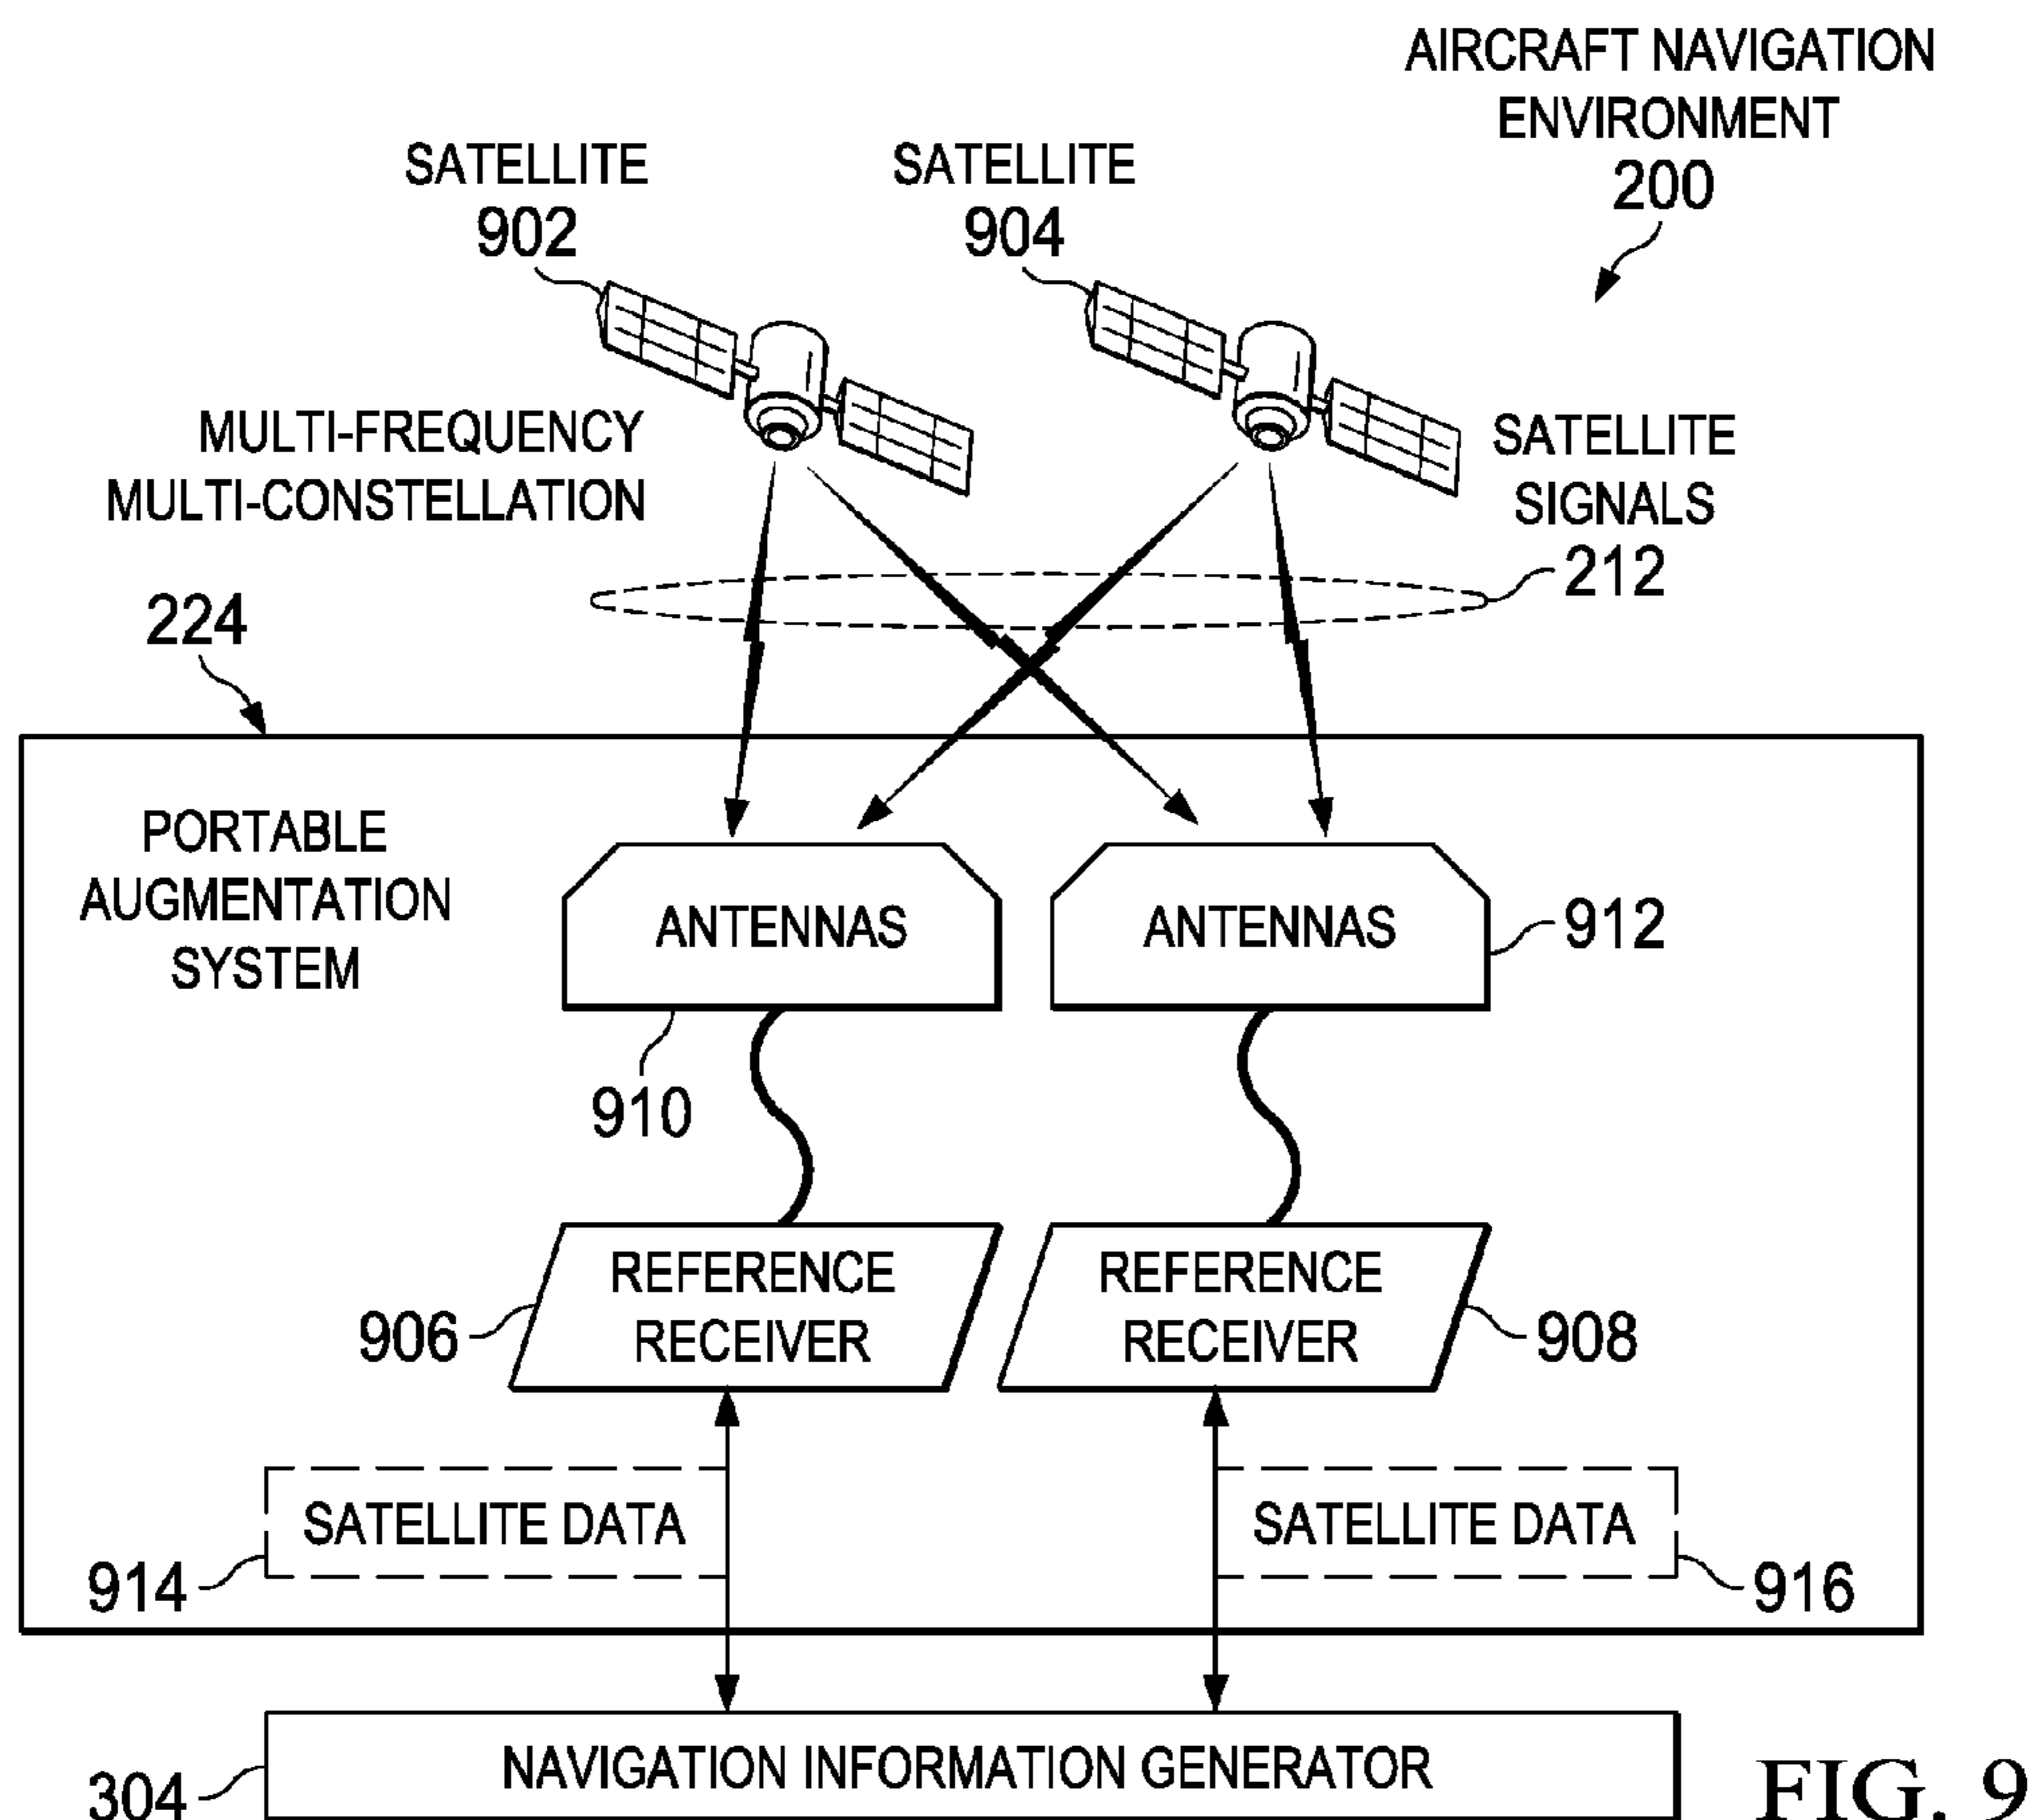 AIRCRAFT NAVIGATION
ENVIRONMENT
200
SATELLITE
902
SATELLITE
904
MULTI-FREQUENCY
MULTI-CONSTELLATION
SATELLITE
SIGNALS
212
224
PORTABLE
AUGMENTATION
SYSTEM
ANTENNAS
ANTENNAS
912
910
REFERENCE
RECEIVER
906
REFERENCE
RECEIVER
908
SATELLITE DATA
914
SATELLITE DATA
916
NAVIGATION INFORMATION GENERATOR
304
FIG. 9